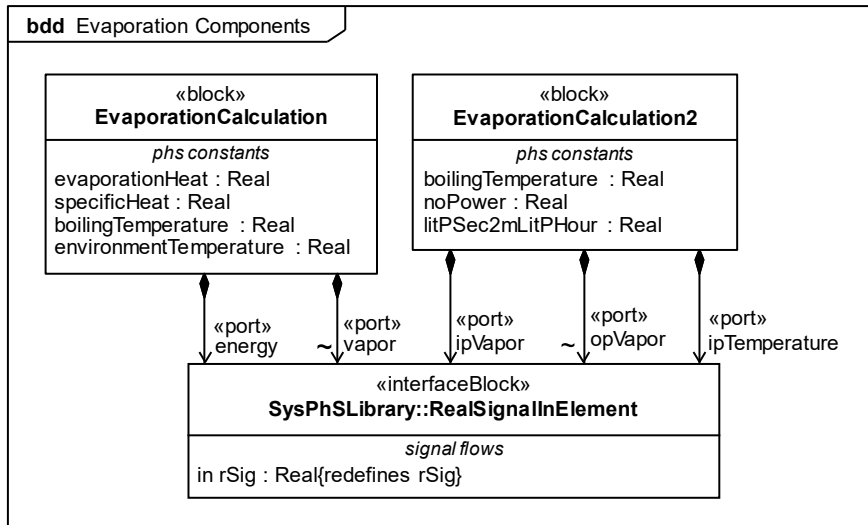 bdd Evaporation Components
«block»
EvaporationCalculation
phs constants
evaporationHeat : Real
specificHeat : Real
boilingTemperature : Real
environmentTemperature : Real
«block»
EvaporationCalculation2
phs constants
boilingTemperature : Real
noPower : Real
litPSec2mLitPHour : Real
«port»
energy
«port»
~ vapor
«port»
ipVapor
«port»
~ opVapor
«port»
ipTemperature
«interfaceBlock»
SysPhSLibrary::RealSignalInElement
signal flows
in rSig : Real{redefines rSig}